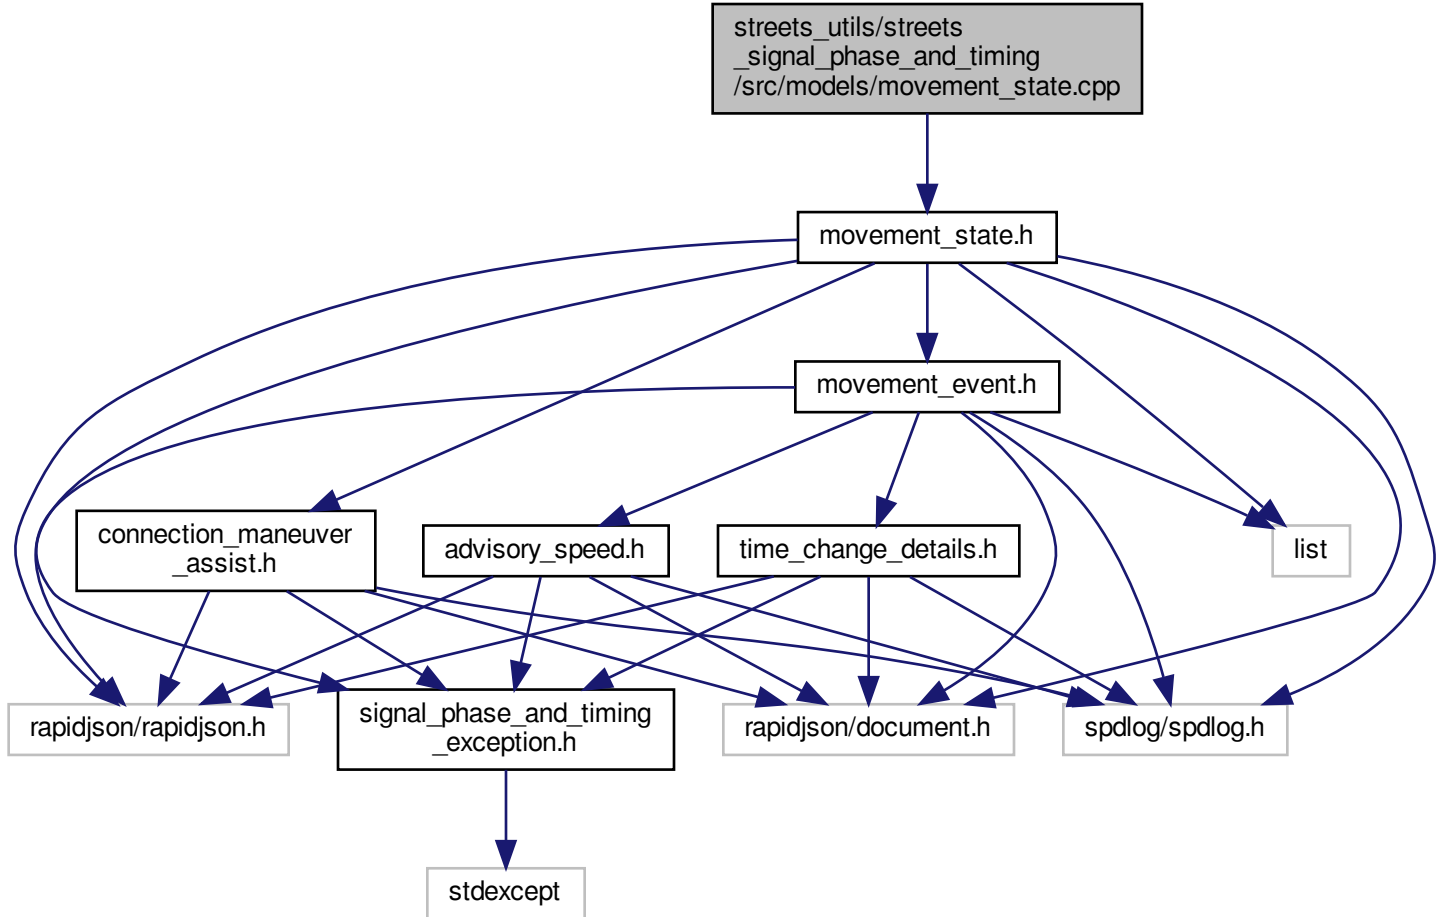 streets_utils/streets
_signal_phase_and_timing
/src/models/movement_state.cpp
movement_state.h
movement_event.h
connection_maneuver
_assist.h
advisory_speed.h
time_change_details.h
list
rapidjson/rapidjson.h
signal_phase_and_timing
_exception.h
rapidjson/document.h
spdlog/spdlog.h
stdexcept